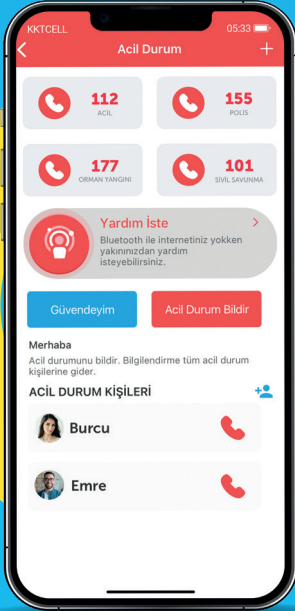 KKTCELL 05:33
Acil Durum
112
ACİL
155
POLİS
177
ORMAN YANGINI
101
SİVİL SAVUNMA
Yardım İste
Bluetooth ile internetiniz yokken
yakınınızdan yardım
isteyebilirsiniz.
Güvendeyim
Acil Durum Bildir
Merhaba
Acil durumunu bildir. Bilgilendirme tüm acil durum
kişilerine gider.
ACİL DURUM KİŞİLERİ
Burcu
Emre